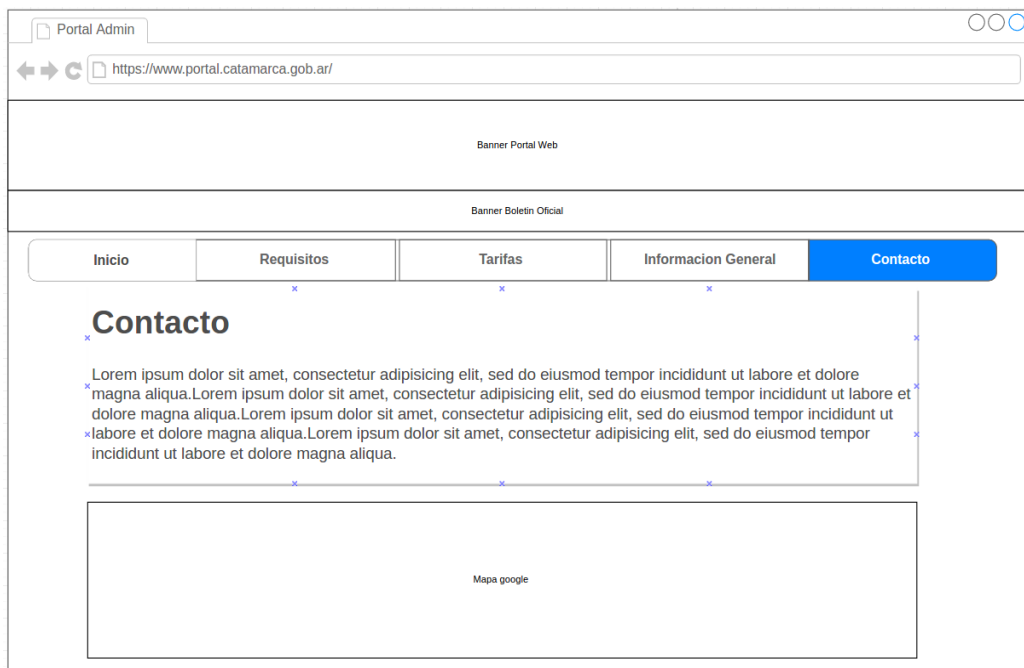 Portal Admin
https://www.portal.catamarca.gob.ar/
Banner Portal Web
Banner Boletin Oficial
Inicio
Requisitos
Tarifas
Informacion General
Contacto
Contacto
Lorem ipsum dolor sit amet, consectetur adipisicing elit, sed do eiusmod tempor incididunt ut labore et dolore
magna aliqua.Lorem ipsum dolor sit amet, consectetur adipisicing elit, sed do eiusmod tempor incididunt ut labore et
dolore magna aliqua.Lorem ipsum dolor sit amet, consectetur adipisicing elit, sed do eiusmod tempor incididunt ut
labore et dolore magna aliqua.Lorem ipsum dolor sit amet, consectetur adipisicing elit, sed do eiusmod tempor
incididunt ut labore et dolore magna aliqua.
Mapa google